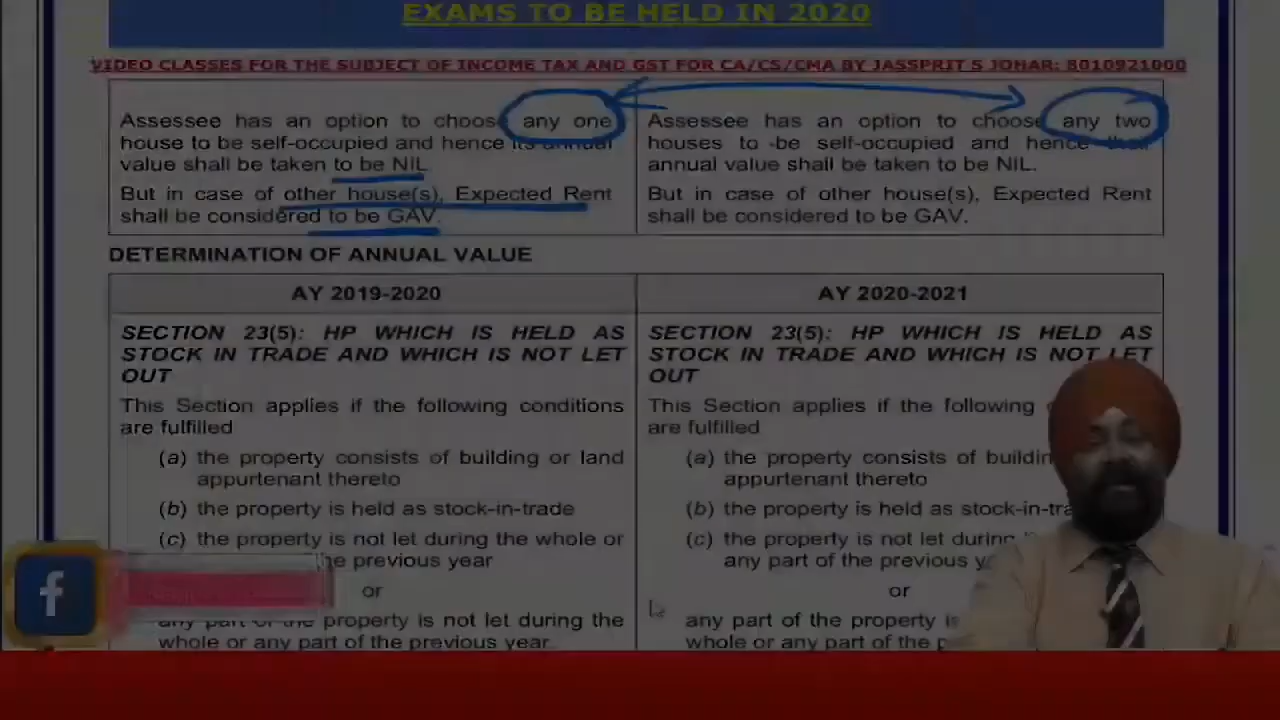 EXAMS TO BE HELD IN 2020
VIDEO CLASSES FOR THE SUBJECT OF INCOME TAX AND GST FOR CA/CS/CMA BY JASSPRIT S JOHAR: 8010921000
Assessee has an option to choose any one
house to be self-occupied and hence its annual
value shall be taken to be NIL
But in case of other house(s), Expected Rent
shall be considered to be GAV.
Assessee has an option to choose any two
houses to -be self-occupied and hence their
annual value shall be taken to be NIL.
But in case of other house(s), Expected Rent
shall be considered to be GAV.
DETERMINATION OF ANNUAL VALUE
AY 2019-2020
SECTION 23(5): HP WHICH IS HELD AS
STOCK IN TRADE AND WHICH IS NOT LET
OUT
This Section applies if the following conditions
are fulfilled
(a) the property consists of building or land
appurtenant thereto
(b) the property is held as stock-in-trade
(c) the property is not let during the whole or
the previous year
or
any part of the property is not let during the
whole or any part of the previous year.
AY 2020-2021
SECTION 23(5): HP WHICH IS HELD AS
STOCK IN TRADE AND WHICH IS NOT LET
OUT
This Section applies if the following
are fulfilled
(a) the property consists of buildin
appurtenant thereto
(b) the property is held as stock-in-tra
(c) the property is not let during
any part of the previous y
or
any part of the property is
whole or any part of the p
f